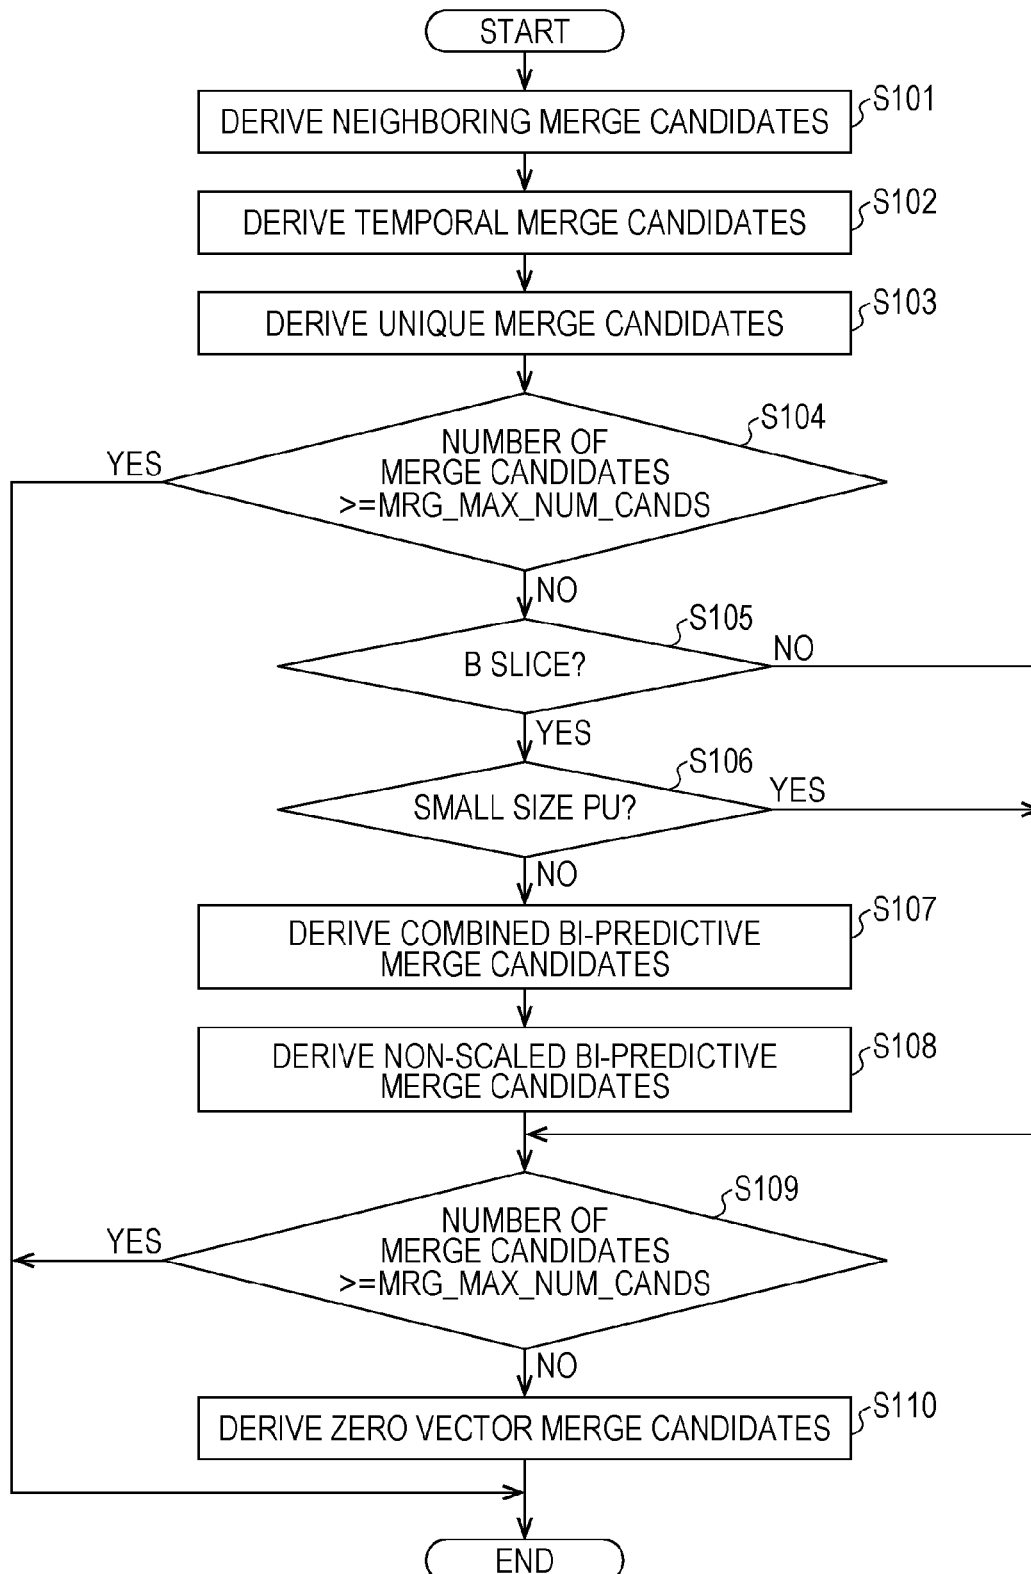 START
DERIVE NEIGHBORING MERGE CANDIDATES
S101
DERIVE TEMPORAL MERGE CANDIDATES
S102
DERIVE UNIQUE MERGE CANDIDATES
S103
S104
NUMBER OF
MERGE CANDIDATES
>=MRG_MAX_NUM_CANDS
YES
NO
S105
B SLICE?
NO
YES
S106
SMALL SIZE PU?
YES
NO
DERIVE COMBINED BI-PREDICTIVE
MERGE CANDIDATES
S107
DERIVE NON-SCALED BI-PREDICTIVE
MERGE CANDIDATES
S108
S109
NUMBER OF
MERGE CANDIDATES
>=MRG_MAX_NUM_CANDS
YES
NO
DERIVE ZERO VECTOR MERGE CANDIDATES
S110
END